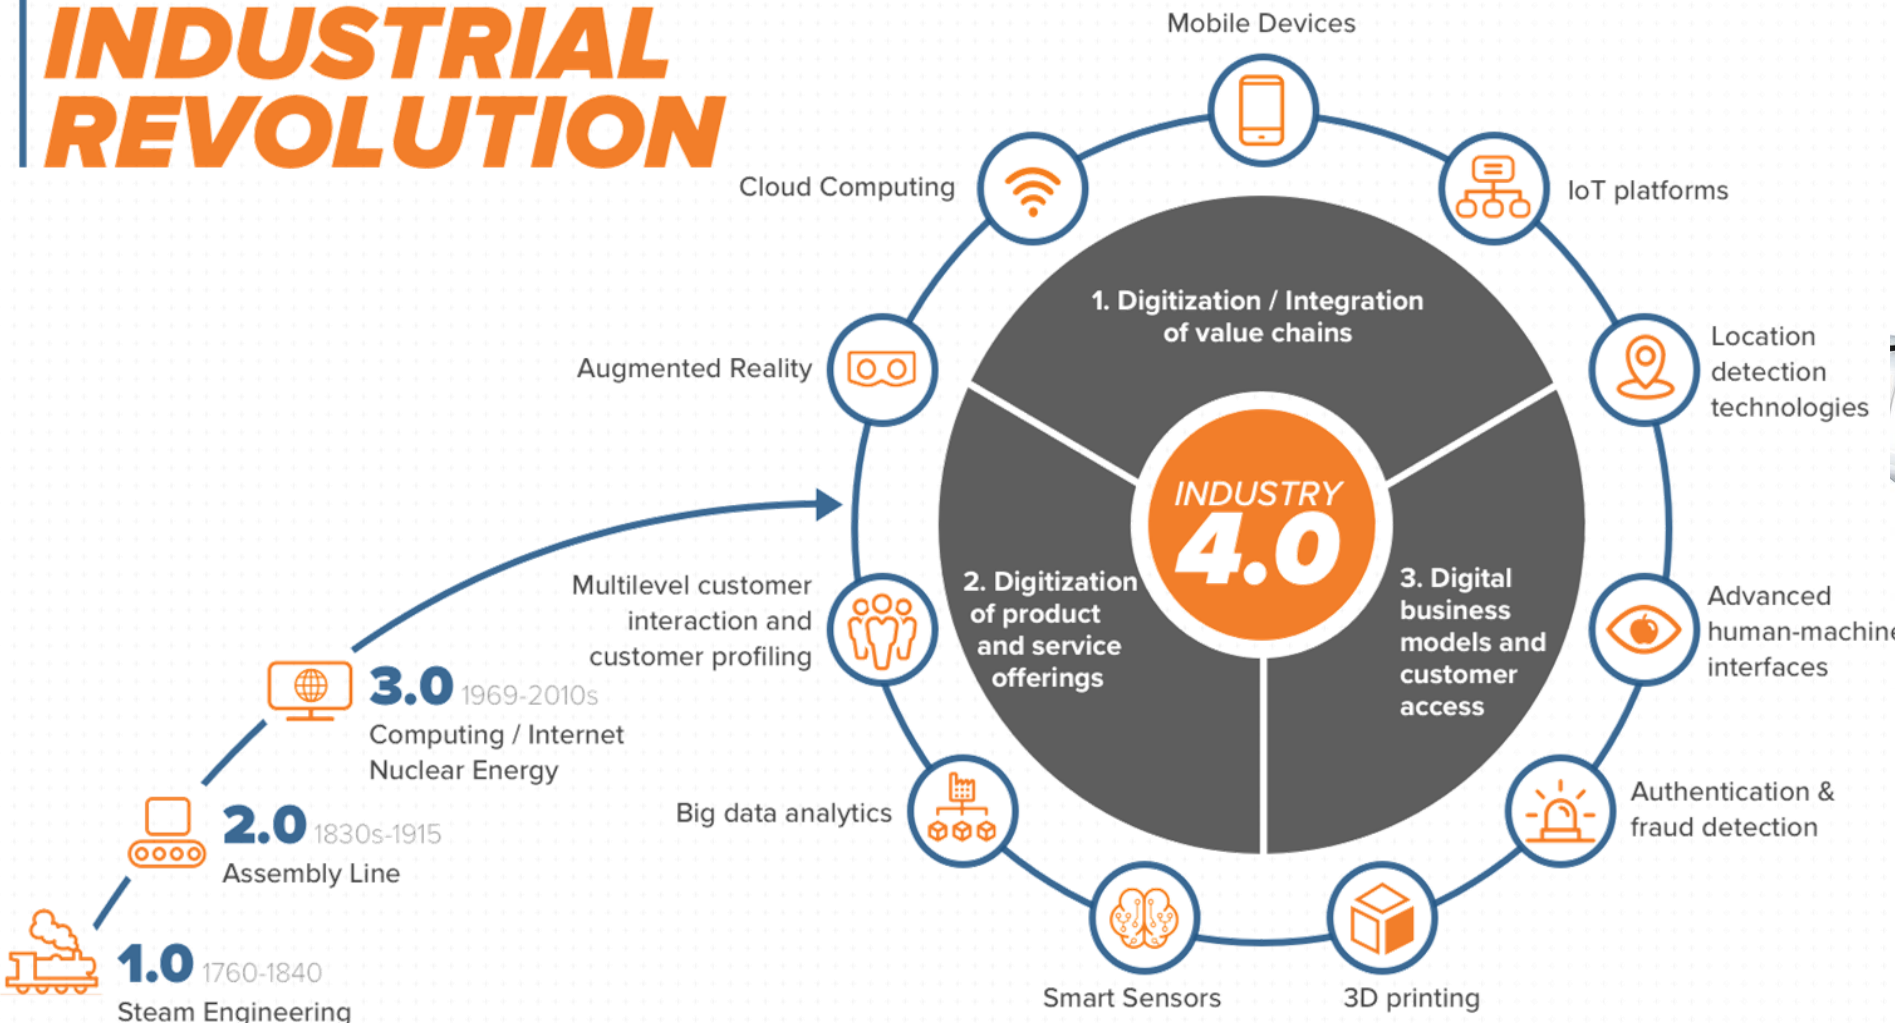 INDUSTRIAL
REVOLUTION
Mobile Devices
Cloud Computing
IoT platforms
Augmented Reality
Location
detection
technologies
1. Digitization / Integration
of value chains
INDUSTRY
4.0
2. Digitization
of product
and service
offerings
3. Digital
business
models and
customer
access
Multilevel customer
interaction and
customer profiling
Advanced
human-machine
interfaces
Big data analytics
Authentication &
fraud detection
Smart Sensors
3D printing
3.0 1969-2010s
Computing / Internet
Nuclear Energy
2.0 1830s-1915
Assembly Line
1.0 1760-1840
Steam Engineering